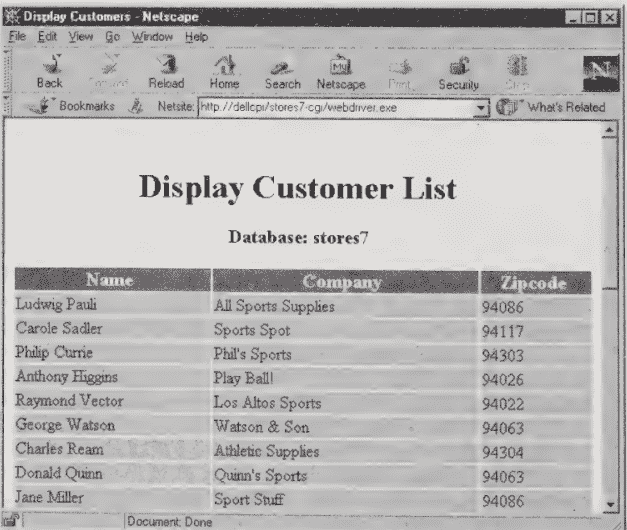 Display Customers - Netscape
File Edit View Go Window Help
Back Forward Reload Home Search Netscape Print Security Stop
N
Bookmarks Netsite: http://dellcpi/stores7-cgi/webdriver.exe What's Related
Display Customer List
Database: stores7
Name Company Zipcode
Ludwig Pauli All Sports Supplies 94086
Carole Sadler Sports Spot 94117
Philip Currie Phil's Sports 94303
Anthony Higgins Play Ball! 94026
Raymond Vector Los Altos Sports 94022
George Watson Watson & Son 94063
Charles Ream Athletic Supplies 94304
Donald Quinn Quinn's Sports 94063
Jane Miller Sport Stuff 94086
Document: Done